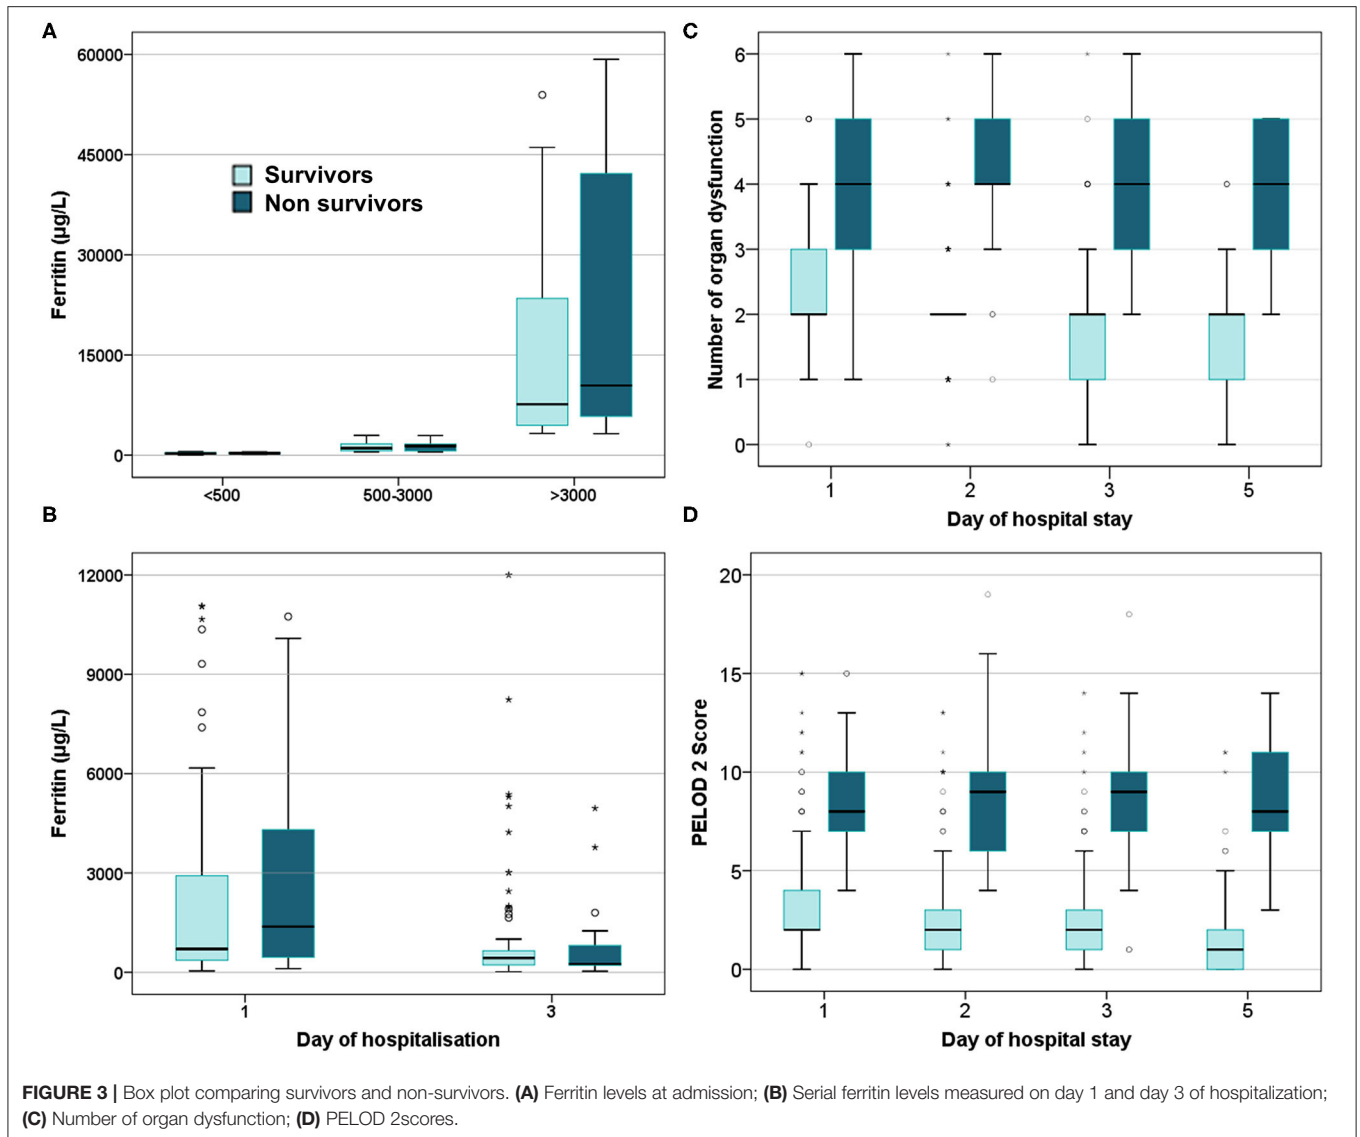 A
60000
45000
30000
15000
0
Ferritin (µg/L)
Survivors
Non survivors
<500
500-3000
>3000
C
6
5
4
3
2
1
0
Number of organ dysfunction
1
2
3
5
Day of hospital stay
B
12000
9000
6000
3000
0
Ferritin (µg/L)
1
3
Day of hospitalisation
D
20
15
10
5
0
PELOD 2 Score
1
2
3
5
Day of hospital stay
FIGURE 3 | Box plot comparing survivors and non-survivors. (A) Ferritin levels at admission; (B) Serial ferritin levels measured on day 1 and day 3 of hospitalization;
(C) Number of organ dysfunction; (D) PELOD 2scores.